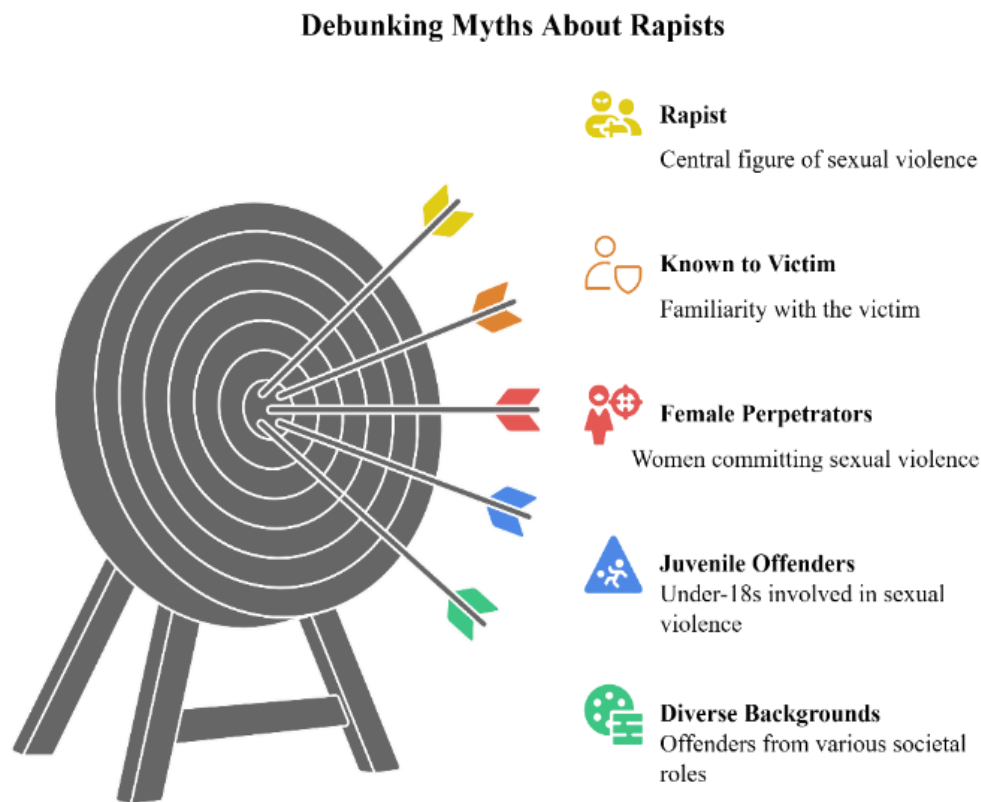 Debunking Myths About Rapists
Rapist
Central figure of sexual violence
Known to Victim
Familiarity with the victim
Female Perpetrators
Women committing sexual violence
Juvenile Offenders
Under-18s involved in sexual
violence
Diverse Backgrounds
Offenders from various societal
roles